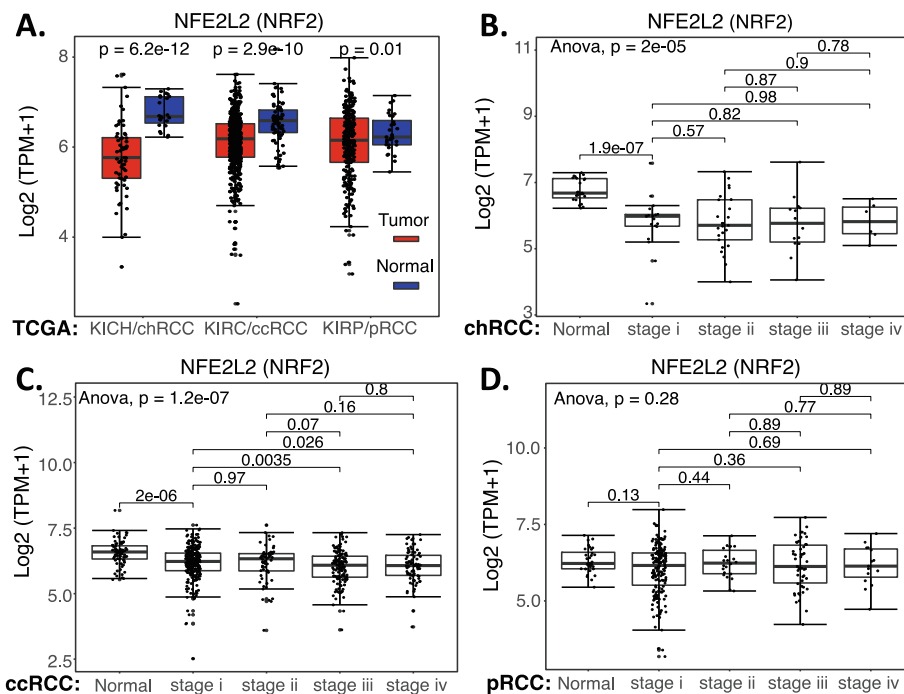 A.
NFE2L2 (NRF2)
p = 6.2e-12
p = 2.9e-10
p = 0.01
Log2 (TPM+1)
8
6
4
Tumor
Normal
TCGA:
KICH/chRCC
KIRC/ccRCC
KIRP/pRCC
B.
NFE2L2 (NRF2)
Anova, p = 2e-05
0.78
0.9
0.87
0.98
0.82
0.57
1.9e-07
Log2 (TPM+1)
11
9
7
5
3
chRCC:
Normal
stage i
stage ii
stage iii
stage iv
C.
NFE2L2 (NRF2)
Anova, p = 1.2e-07
0.8
0.16
0.07
0.026
0.0035
0.97
2e-06
Log2 (TPM+1)
12.5
10.0
7.5
5.0
2.5
ccRCC:
Normal
stage i
stage ii
stage iii
stage iv
D.
NFE2L2 (NRF2)
Anova, p = 0.28
0.89
0.77
0.89
0.69
0.36
0.44
0.13
Log2 (TPM+1)
10.0
7.5
5.0
pRCC:
Normal
stage i
stage ii
stage iii
stage iv